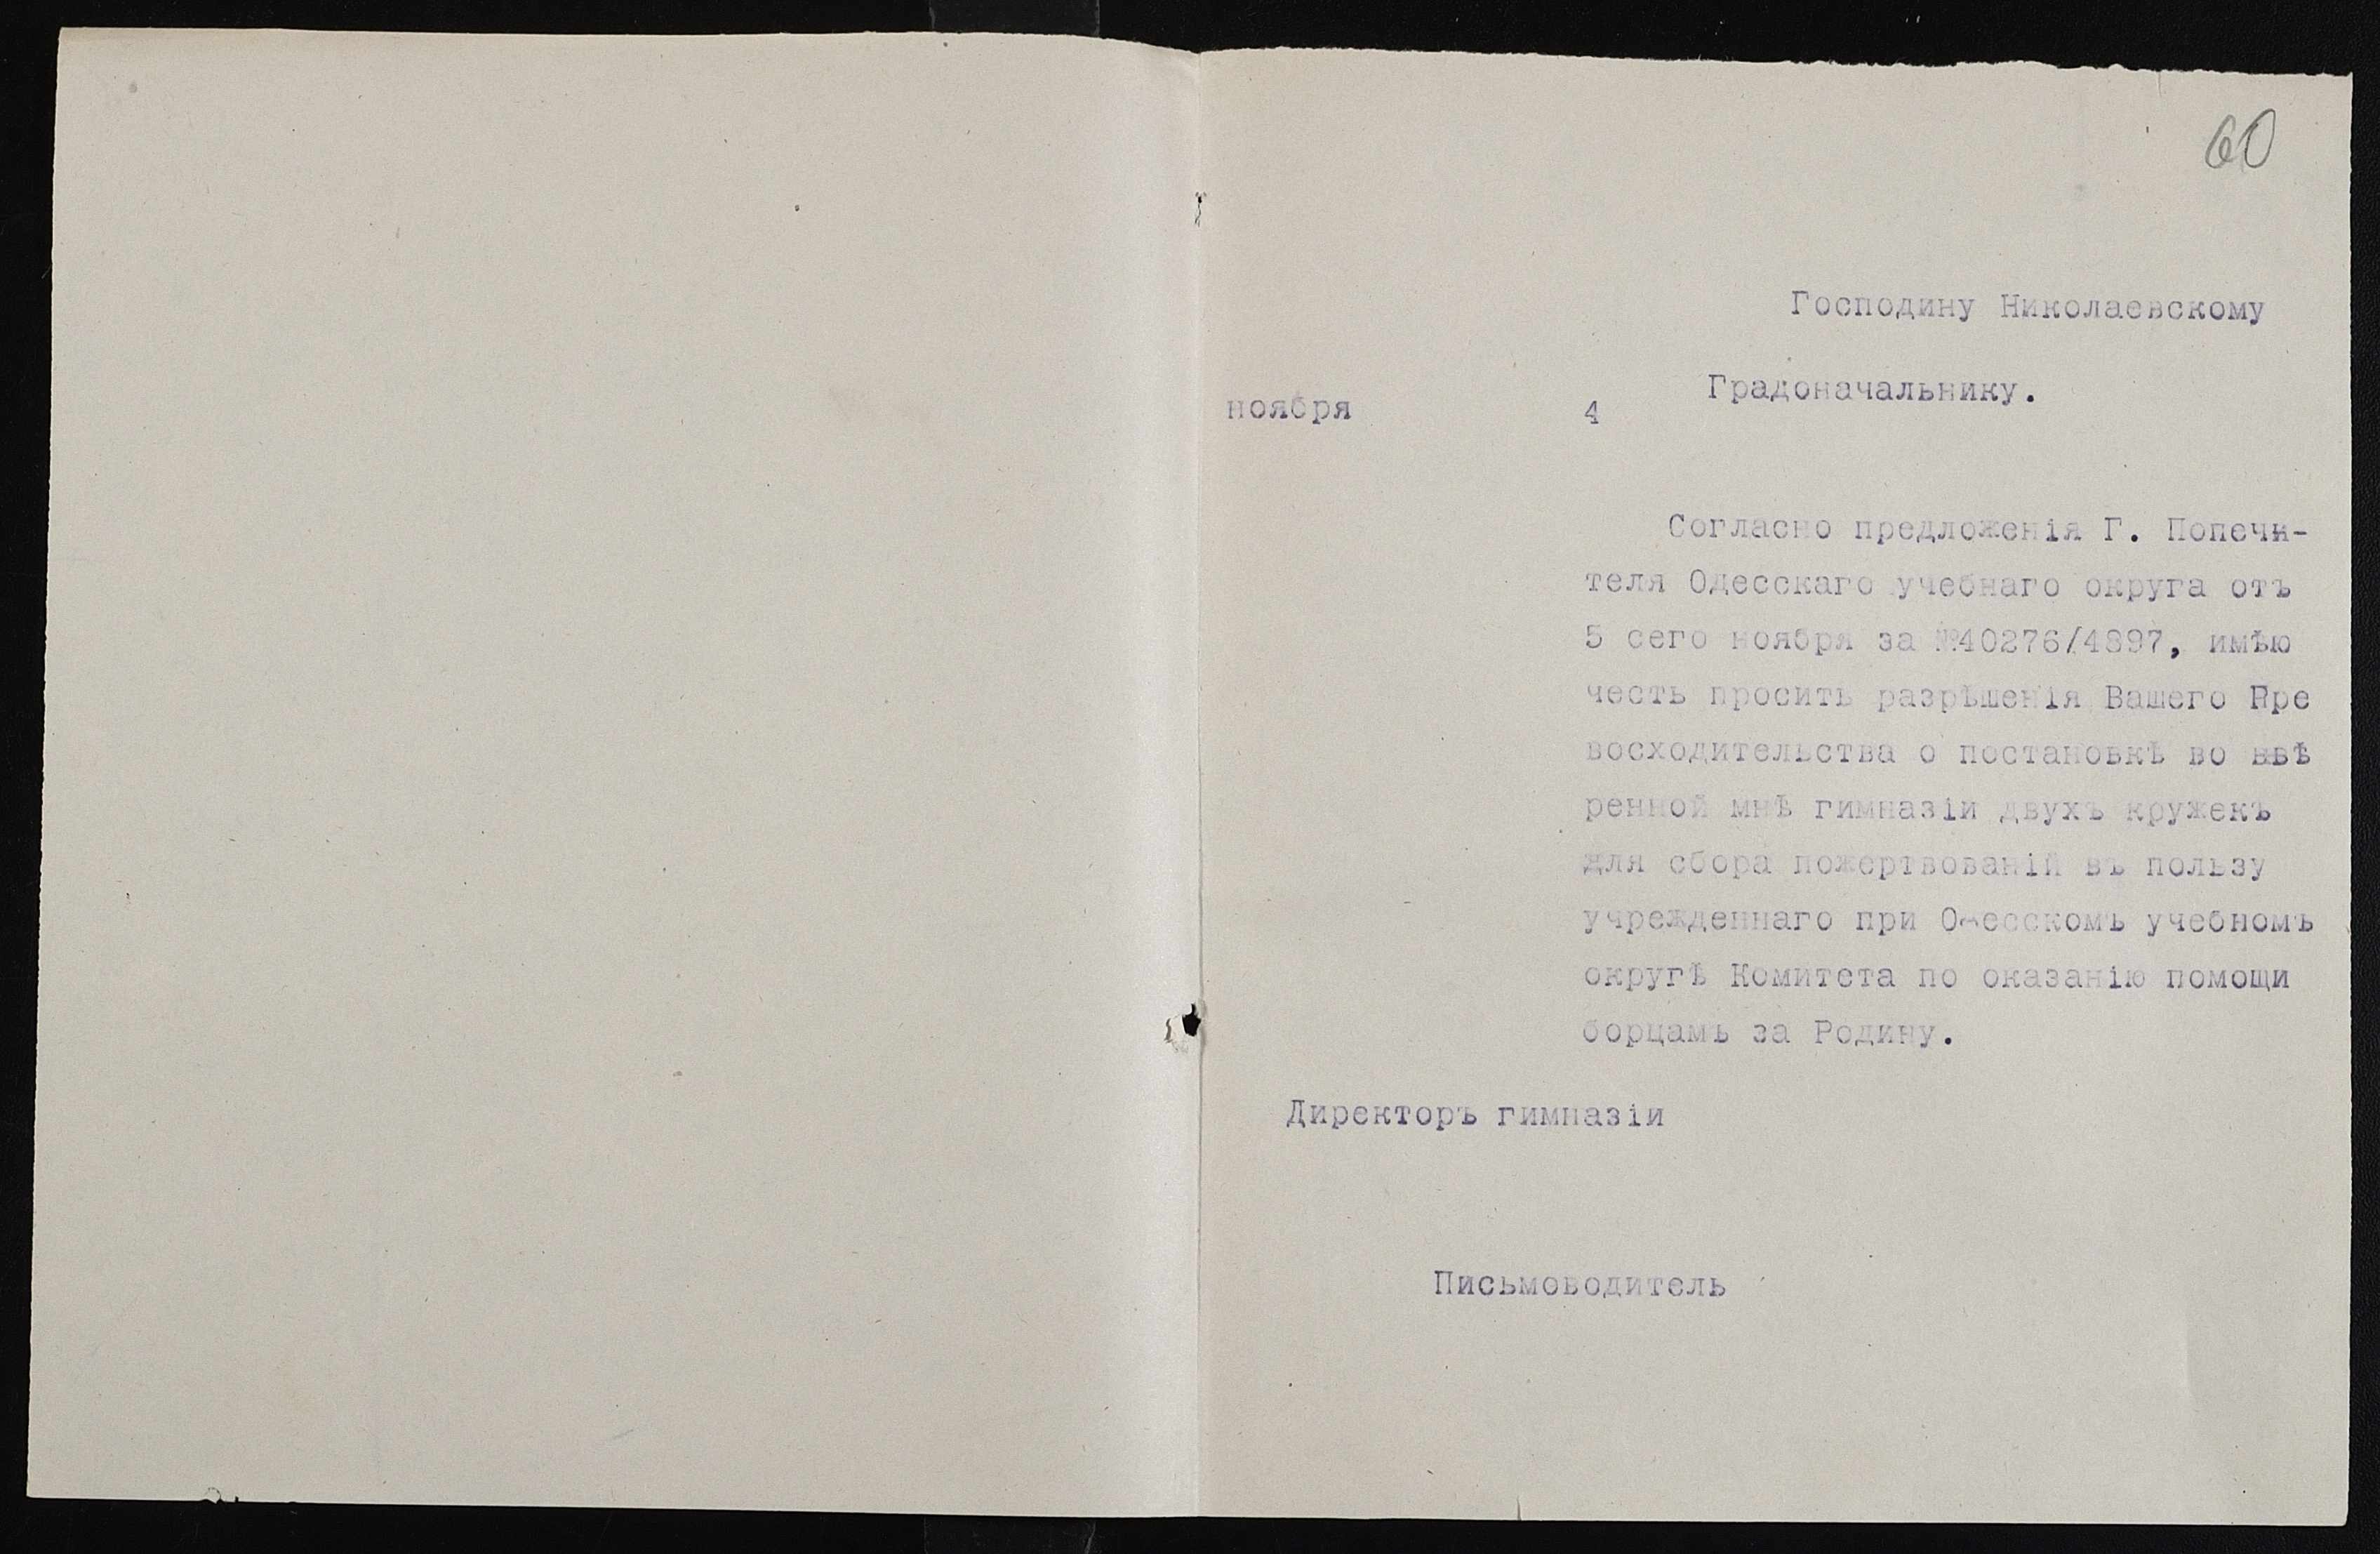 60
Господину Николаевскому
Градоначальнику.
ноября 4
Согласно предложенія Г. Попечи-
теля Одесскаго учебнаго округа отъ
5 сего ноября за №40276/4897, имѣю
честь просить разрѣшенія Вашего Пре
восходительства о постановкѣ во ввѣ
ренной мнѣ гимназіи двухъ кружекъ
для сбора пожертвованій въ пользу
учрежденнаго при Одесскомъ учебномъ
округѣ Комитета по оказанію помощи
борцамъ за Родину.
Директоръ гимназіи
Письмоводитель